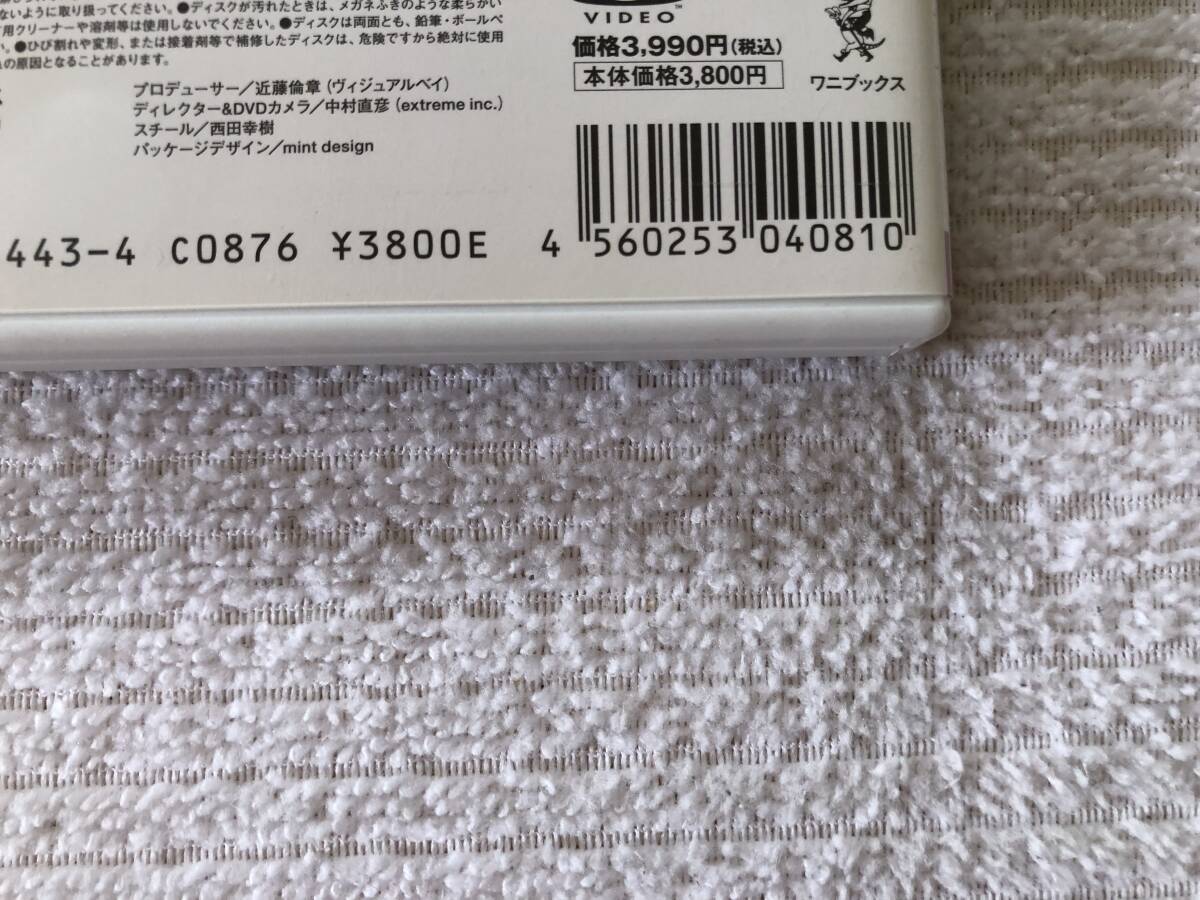 ないように取り扱ってください。●ディスクが汚れたときは、メガネふきのような柔らかい
用クリーナーや溶剤等は使用しないでください。●ディスクは両面とも、鉛筆・ボールペ
い。●ひび割れや変形、または接着剤等で補修したディスクは、危険ですから絶対に使用
の原因となることがあります。
プロデューサー/近藤倫章(ヴィジュアルベイ)
ディレクター&DVDカメラ/中村直彦(extreme inc.)
スチール/西田幸樹
パッケージデザイン/mint design
VIDEO™
価格3,990円(税込)
本体価格3,800円
ワニブックス
443-4 C0876 ¥3800E
4 560253 040810